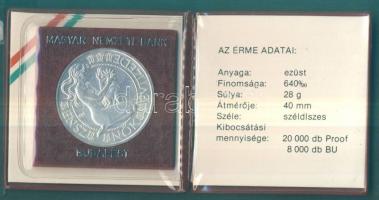 MAGYAR NEMZETI BANK
BUDAPEST
AZ ÉRME ADATAI:
Anyaga: ezüst
Finomsága: 640‰
Súlya: 28 g
Átmérője: 40 mm
Széle: széldíszes
Kibocsátási
mennyisége: 20 000 db Proof
8 000 db BU